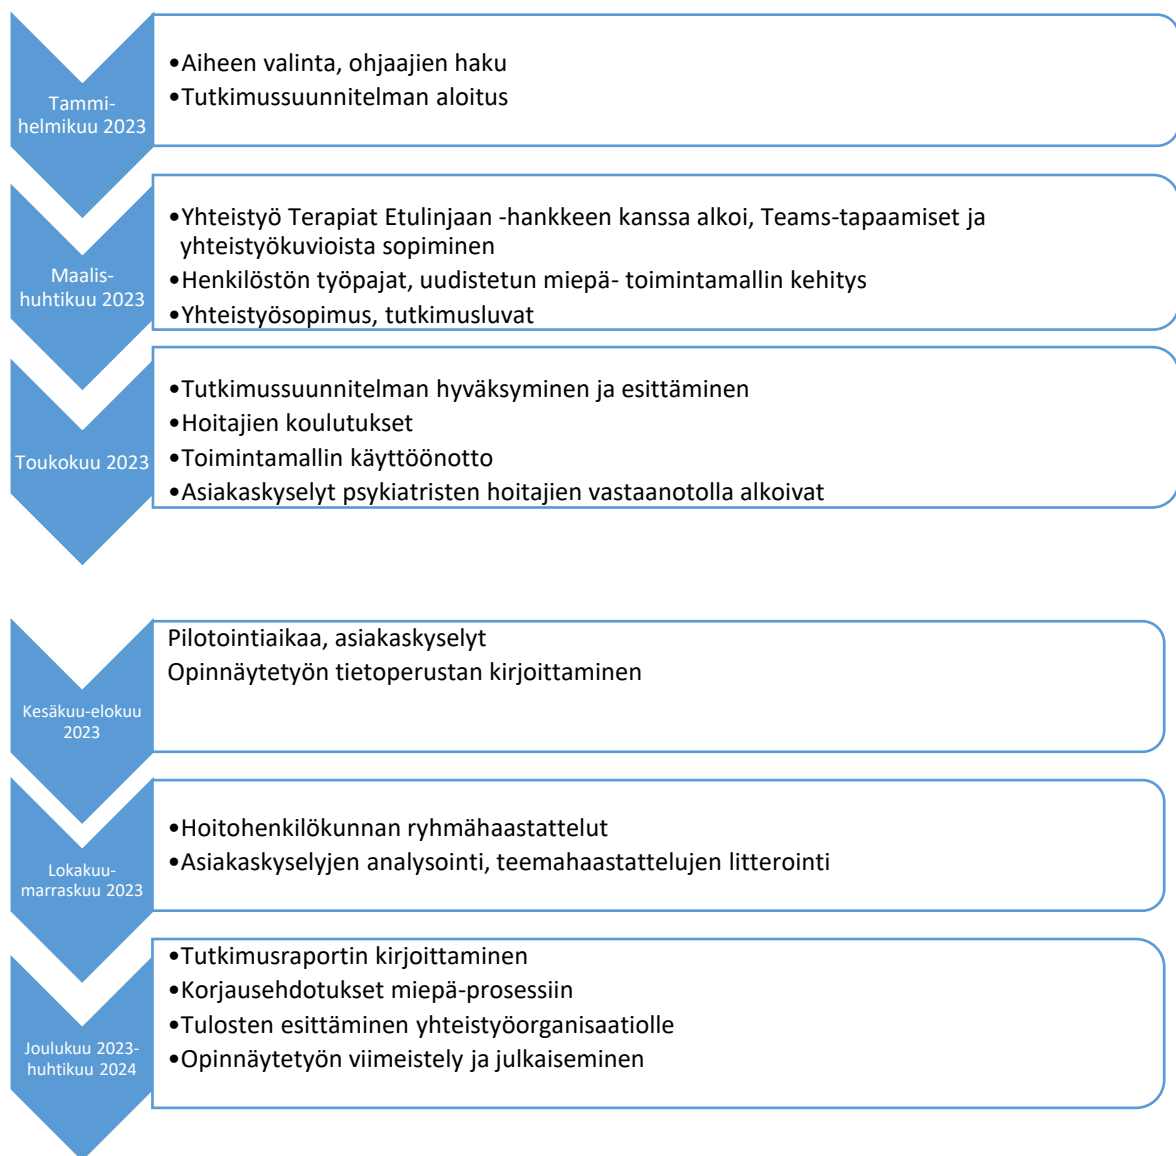 Tammi-
helmikuu 2023
•Aiheen valinta, ohjaajien haku
•Tutkimussuunnitelman aloitus
Maalis-
huhtikuu 2023
•Yhteistyö Terapiat Etulinjaan -hankkeen kanssa alkoi, Teams-tapaamiset ja
yhteistyökuvioista sopiminen
•Henkilöstön työpajat, uudistetun miepä- toimintamallin kehitys
•Yhteistyösopimus, tutkimusluvat
Toukokuu 2023
•Tutkimussuunnitelman hyväksyminen ja esittäminen
•Hoitajien koulutukset
•Toimintamallin käyttöönotto
•Asiakaskyselyt psykiatristen hoitajien vastaanotolla alkoivat
Kesäkuu-elokuu
2023
Pilotointiaikaa, asiakaskyselyt
Opinnäytetyön tietoperustan kirjoittaminen
Lokakuu-
marraskuu 2023
•Hoitohenkilökunnan ryhmähaastattelut
•Asiakaskyselyjen analysointi, teemahaastattelujen litterointi
Joulukuu 2023-
huhtikuu 2024
•Tutkimusraportin kirjoittaminen
•Korjausehdotukset miepä-prosessiin
•Tulosten esittäminen yhteistyöorganisaatiolle
•Opinnäytetyön viimeistely ja julkaiseminen